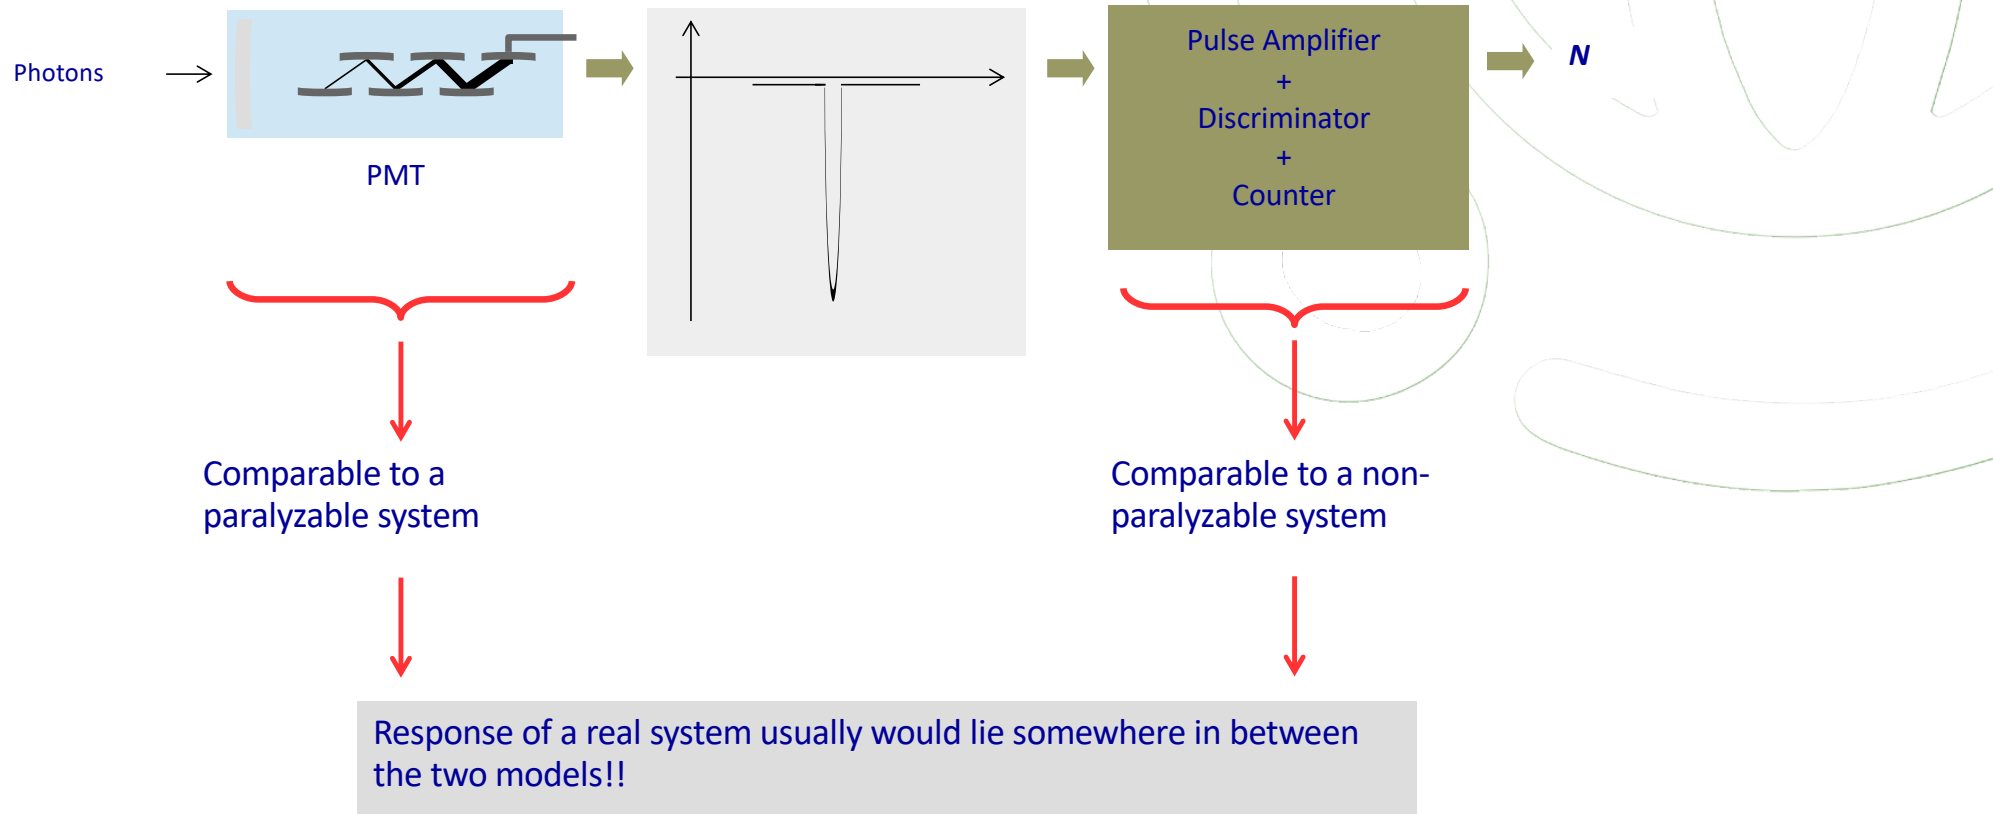 Photons
PMT
Pulse Amplifier
+
Discriminator
+
Counter
N
Comparable to a
paralyzable system
Comparable to a non-
paralyzable system
Response of a real system usually would lie somewhere in between
the two models!!